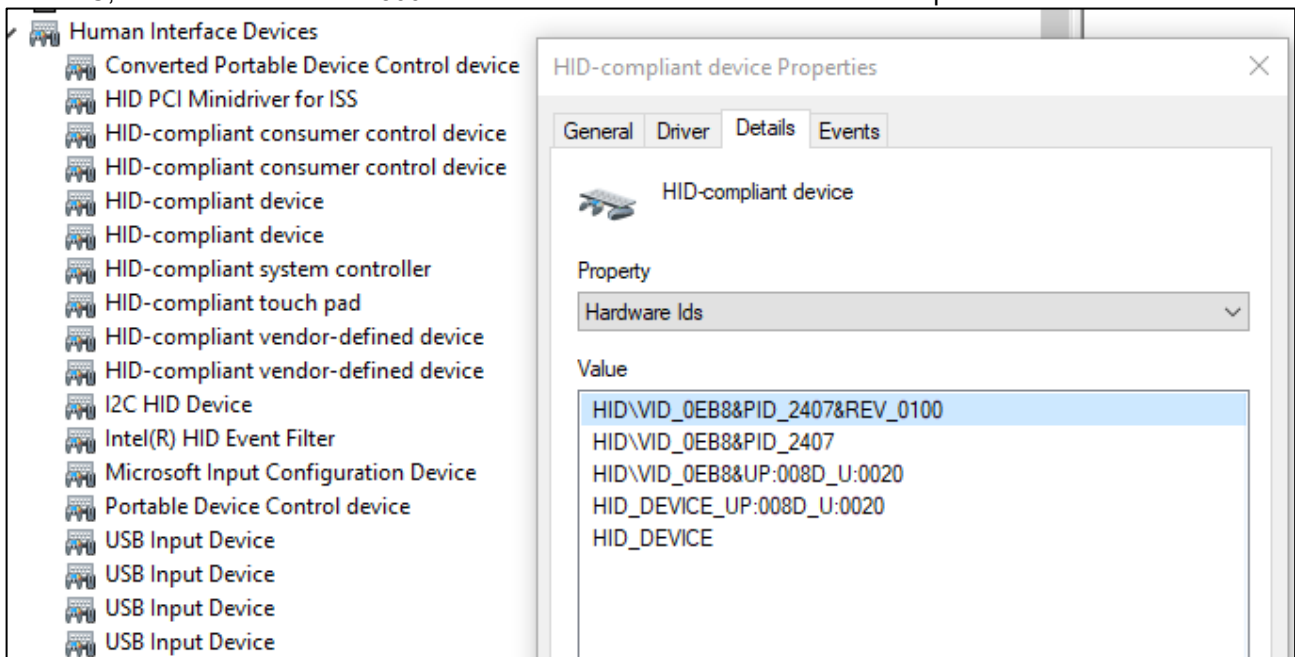 Human Interface Devices
Converted Portable Device Control device
HID PCI Minidriver for ISS
HID-compliant consumer control device
HID-compliant consumer control device
HID-compliant device
HID-compliant device
HID-compliant system controller
HID-compliant touch pad
HID-compliant vendor-defined device
HID-compliant vendor-defined device
I2C HID Device
Intel(R) HID Event Filter
Microsoft Input Configuration Device
Portable Device Control device
USB Input Device
USB Input Device
USB Input Device
USB Input Device
HID-compliant device Properties
General Driver Details Events
HID-compliant device
Property
Hardware Ids
Value
HID\VID_0EB8&PID_2407&REV_0100
HID\VID_0EB8&PID_2407
HID\VID_0EB8&UP:008D_U:0020
HID_DEVICE_UP:008D_U:0020
HID_DEVICE